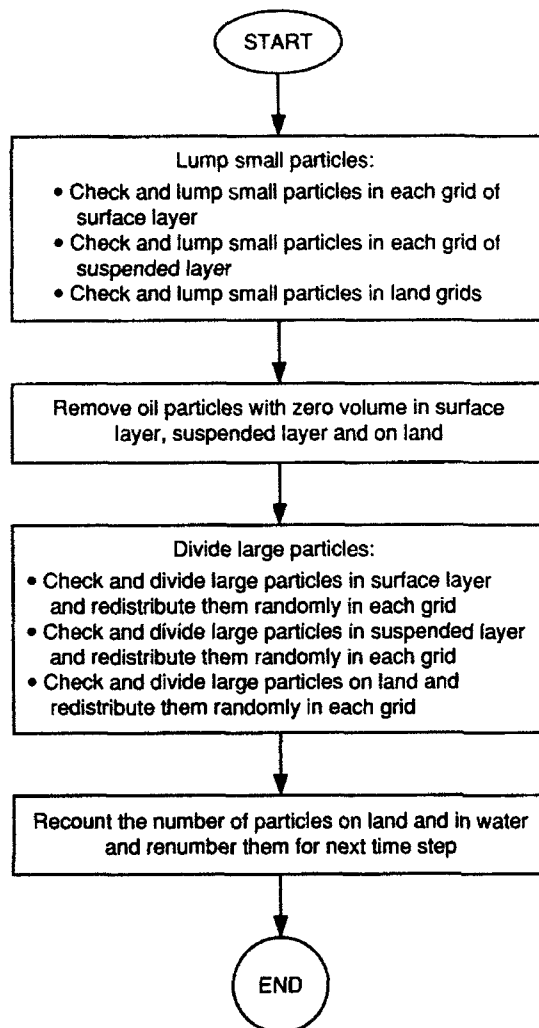 START
Lump small particles:
• Check and lump small particles in each grid of
surface layer
• Check and lump small particles in each grid of
suspended layer
• Check and lump small particles in land grids
Remove oil particles with zero volume in surface
layer, suspended layer and on land
Divide large particles:
• Check and divide large particles in surface layer
and redistribute them randomly in each grid
• Check and divide large particles in suspended layer
and redistribute them randomly in each grid
• Check and divide large particles on land and
redistribute them randomly in each grid
Recount the number of particles on land and in water
and renumber them for next time step
END